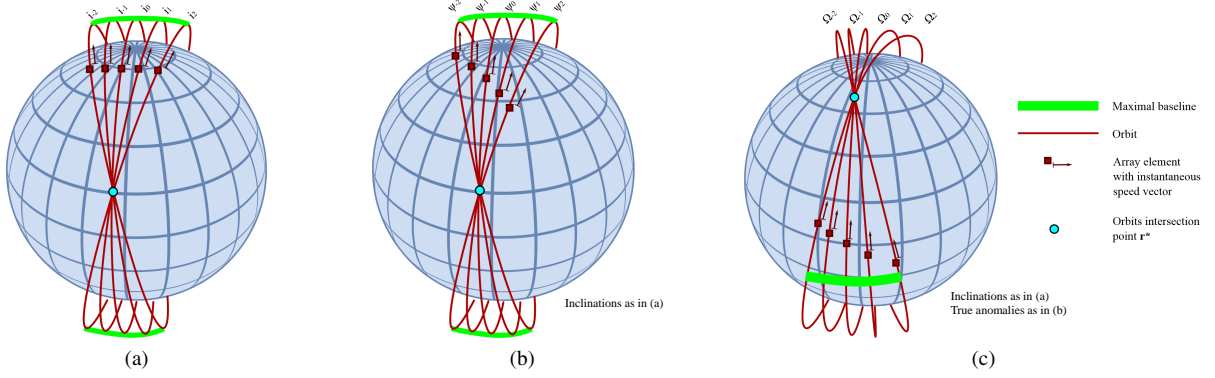 i-2 i-1 i0 i1 i2
Ψ-2 Ψ-1 Ψ0 Ψ1 Ψ2
Ω-2 Ω-1 Ω0 Ω1 Ω2
Maximal baseline
Orbit
Array element
with instantaneous
speed vector
Orbits intersection
point r*
Inclinations as in (a)
Inclinations as in (a)
True anomalies as in (b)
(a)
(b)
(c)